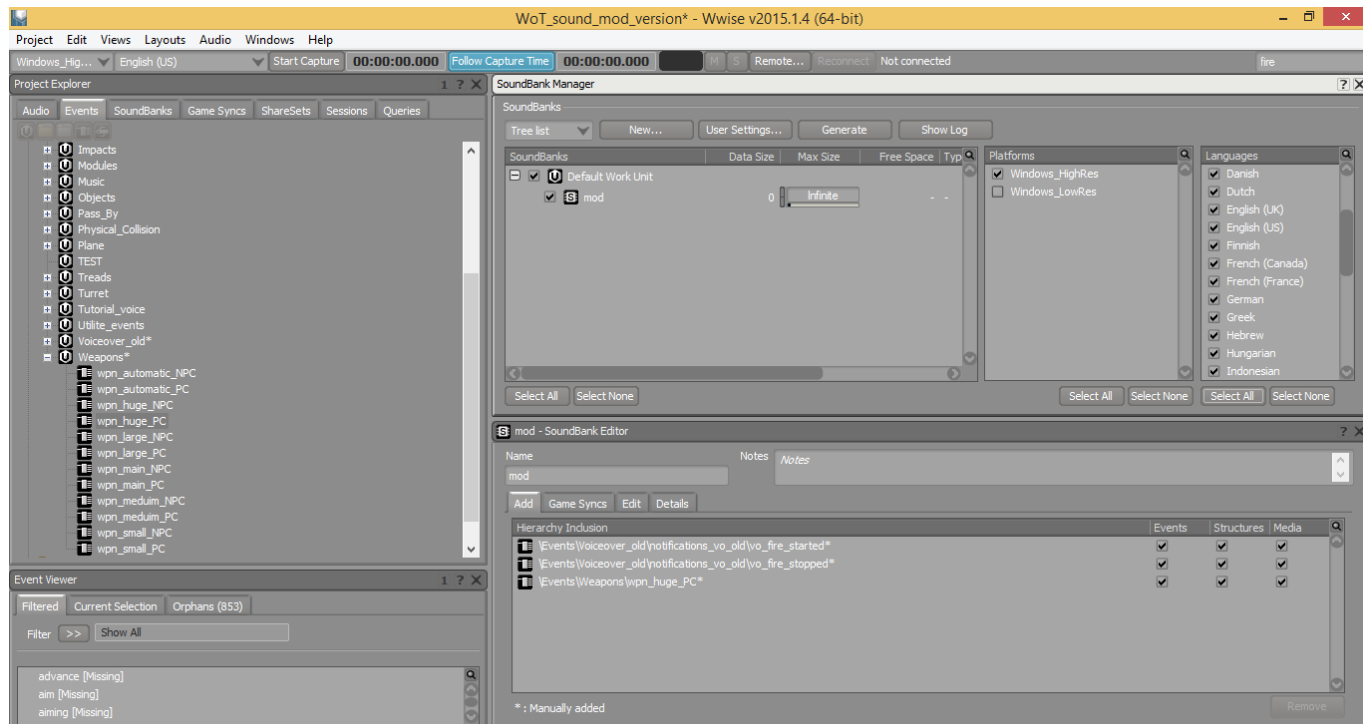 WoT_sound_mod_version* - Wwise v2015.1.4 (64-bit)
Project Edit Views Layouts Audio Windows Help
Windows_Hig... English (US) Start Capture 00:00:00.000 Follow Capture Time 00:00:00.000 M S Remote... Reconnect Not connected fire
Project Explorer 1 ? X
Audio Events SoundBanks Game Syncs ShareSets Sessions Queries
Impacts
Modules
Music
Objects
Pass_By
Physical_Collision
Plane
TEST
Treads
Turret
Tutorial_voice
Utilite_events
Voiceover_old*
Weapons*
wpn_automatic_NPC
wpn_automatic_PC
wpn_huge_NPC
wpn_huge_PC
wpn_large_NPC
wpn_large_PC
wpn_main_NPC
wpn_main_PC
wpn_meduim_NPC
wpn_meduim_PC
wpn_small_NPC
wpn_small_PC
Event Viewer 1 ? X
Filtered Current Selection Orphans (853)
Filter >> Show All
advance [Missing]
aim [Missing]
aiming [Missing]
SoundBank Manager ? X
SoundBanks
Tree list New... User Settings... Generate Show Log
SoundBanks Data Size Max Size Free Space Typ
Default Work Unit
mod 0 Infinite - -
Select All Select None
Platforms
Windows_HighRes
Windows_LowRes
Select All Select None
Languages
Danish
Dutch
English (UK)
English (US)
Finnish
French (Canada)
French (France)
German
Greek
Hebrew
Hungarian
Indonesian
Select All Select None
mod - SoundBank Editor ? X
Name Notes Notes
mod
Add Game Syncs Edit Details
Hierarchy Inclusion Events Structures Media
\Events\Voiceover_old\notifications_vo_old\vo_fire_started*
\Events\Voiceover_old\notifications_vo_old\vo_fire_stopped*
\Events\Weapons\wpn_huge_PC*
* : Manually added Remove